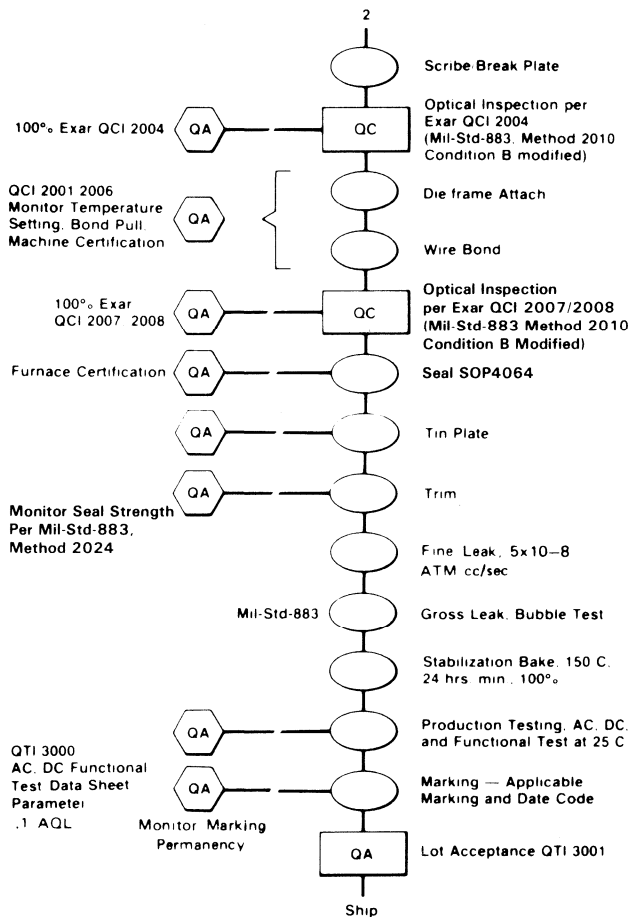 2
Scribe/Break Plate
100% Exar QCI 2004
QA
QC
Optical Inspection per
Exar QCI 2004
(Mil-Std-883, Method 2010
Condition B modified)
QCI 2001 2006
Monitor Temperature
Setting, Bond Pull,
Machine Certification
QA
Die frame Attach
Wire Bond
100% Exar
QCI 2007 2008
QA
QC
Optical Inspection
per Exar QCI 2007/2008
(Mil-Std-883 Method 2010
Condition B Modified)
Furnace Certification
QA
Seal SOP4064
QA
Tin Plate
Monitor Seal Strength
Per Mil-Std-883,
Method 2024
QA
Trim
Fine Leak, 5x10–8
ATM cc/sec
Mil-Std-883
Gross Leak, Bubble Test
Stabilization Bake, 150 C,
24 hrs min , 100%
QA
Production Testing, AC, DC,
and Functional Test at 25 C
QTI 3000
AC, DC Functional
Test Data Sheet
Parameter
.1 AQL
QA
Monitor Marking
Permanency
Marking — Applicable
Marking and Date Code
QA
Lot Acceptance QTI 3001
Ship